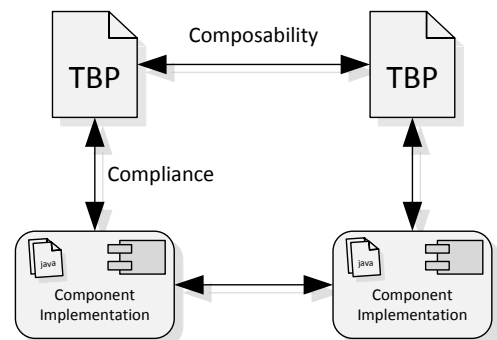 Composability
TBP
TBP
Compliance
java
Component
Implementation
java
Component
Implementation